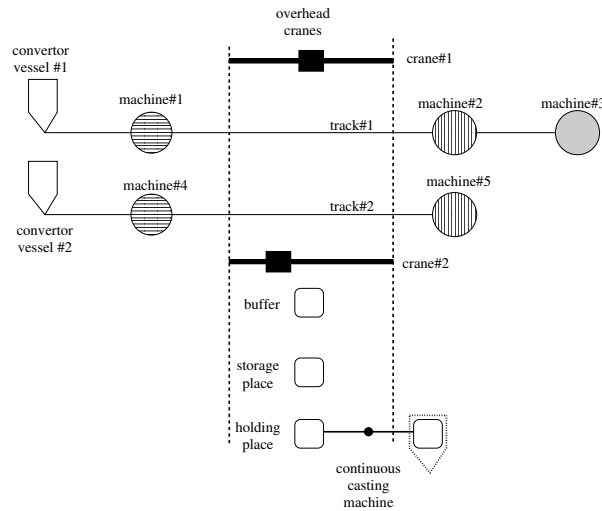 overhead
cranes
convertor
vessel #1
crane#1
machine#1
machine#2
machine#3
track#1
machine#4
machine#5
track#2
convertor
vessel #2
crane#2
buffer
storage
place
holding
place
continuous
casting
machine